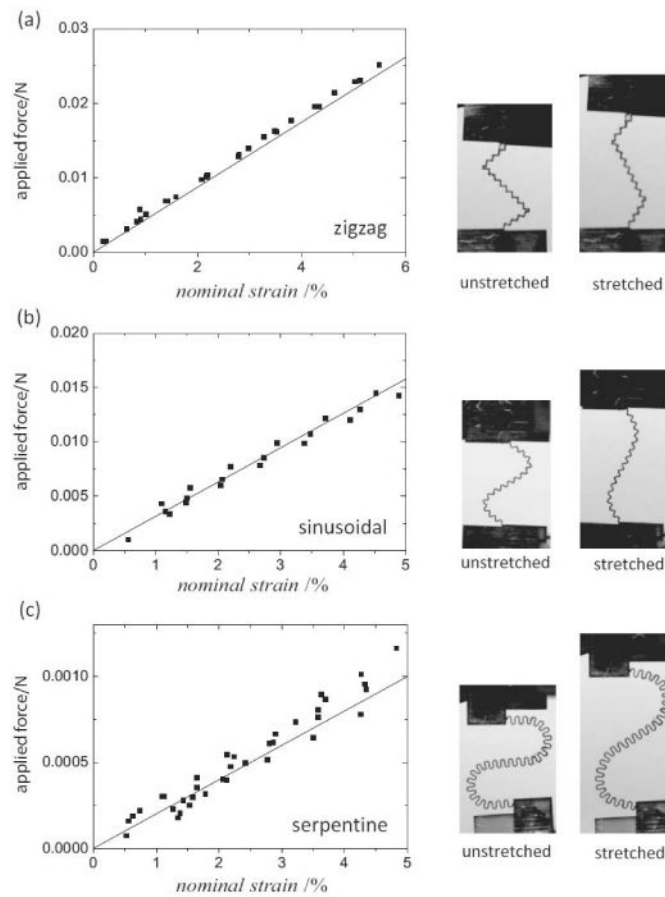 (a)
0.03
0.02
0.01
0.00
applied force/N
zigzag
0 2 4 6
nominal strain /%
unstretched stretched
(b)
0.020
0.015
0.010
0.005
0.000
applied force/N
sinusoidal
0 1 2 3 4 5
nominal strain /%
unstretched stretched
(c)
0.0010
0.0005
0.0000
applied force/N
serpentine
0 1 2 3 4 5
nominal strain /%
unstretched stretched